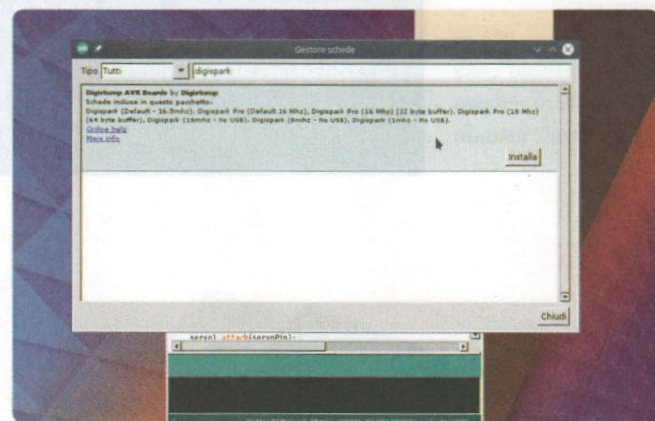 Gestore schede
Tipo Tutti digispark
Digistump AVR Boards by Digistump
Schede incluse in questo pacchetto:
Digispark (Default - 16.5mhz), Digispark Pro (Default 16 Mhz), Digispark Pro (16 Mhz) (32 byte buffer), Digispark Pro (16 Mhz)
(64 byte buffer), Digispark (16mhz - No USB), Digispark (8mhz - No USB), Digispark (1mhz - No USB).
Online help
More info
Installa
Chiudi
servo1.attach(servoPin);